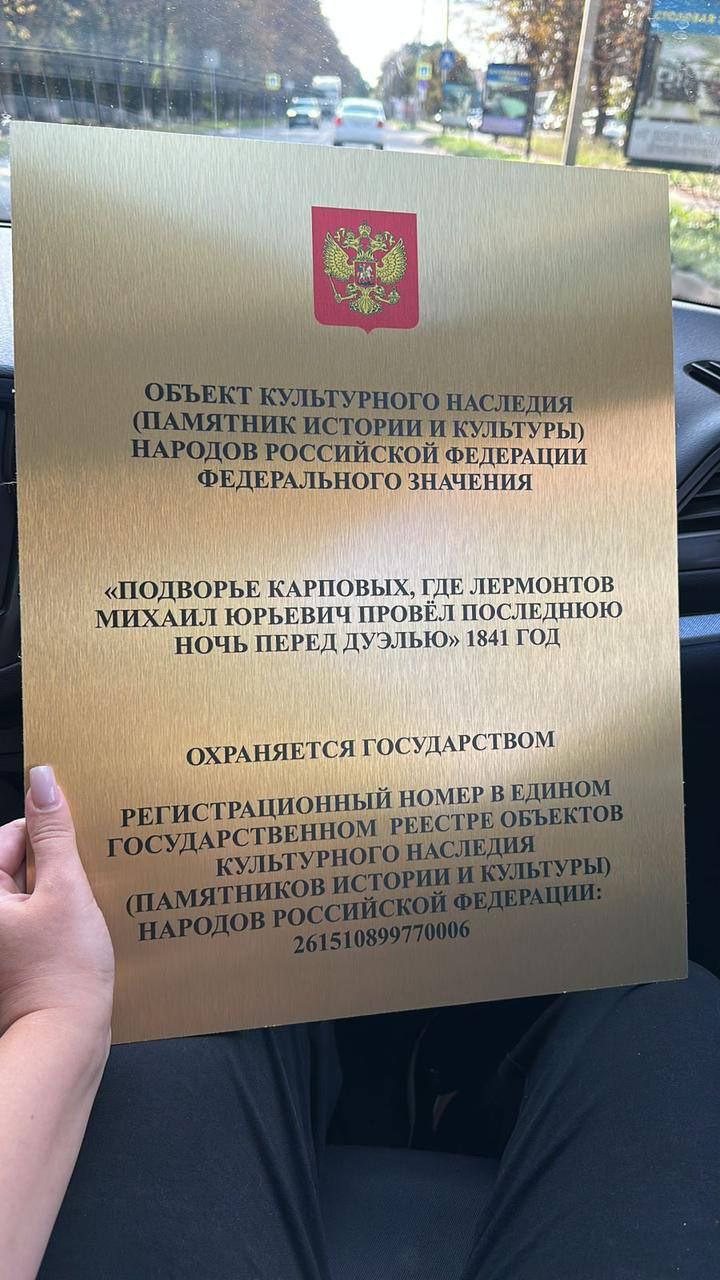 СТОЛОВАЯ
ОБЪЕКТ КУЛЬТУРНОГО НАСЛЕДИЯ
(ПАМЯТНИК ИСТОРИИ И КУЛЬТУРЫ)
НАРОДОВ РОССИЙСКОЙ ФЕДЕРАЦИИ
ФЕДЕРАЛЬНОГО ЗНАЧЕНИЯ
«ПОДВОРЬЕ КАРПОВЫХ, ГДЕ ЛЕРМОНТОВ
МИХАИЛ ЮРЬЕВИЧ ПРОВЁЛ ПОСЛЕДНЮЮ
НОЧЬ ПЕРЕД ДУЭЛЬЮ» 1841 ГОД
ОХРАНЯЕТСЯ ГОСУДАРСТВОМ
РЕГИСТРАЦИОННЫЙ НОМЕР В ЕДИНОМ
ГОСУДАРСТВЕННОМ РЕЕСТРЕ ОБЪЕКТОВ
КУЛЬТУРНОГО НАСЛЕДИЯ
(ПАМЯТНИКОВ ИСТОРИИ И КУЛЬТУРЫ)
НАРОДОВ РОССИЙСКОЙ ФЕДЕРАЦИИ:
261510899770006